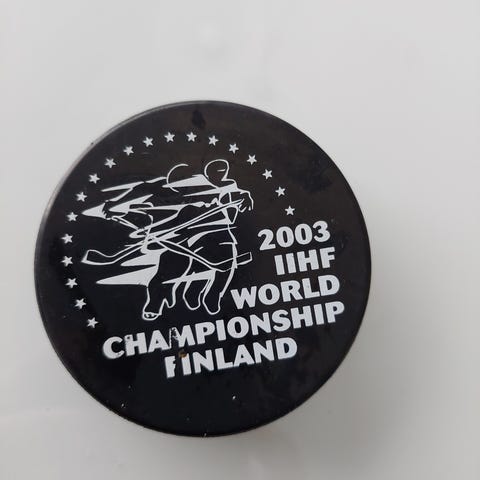 2003
IIHF
WORLD
CHAMPIONSHIP
FINLAND